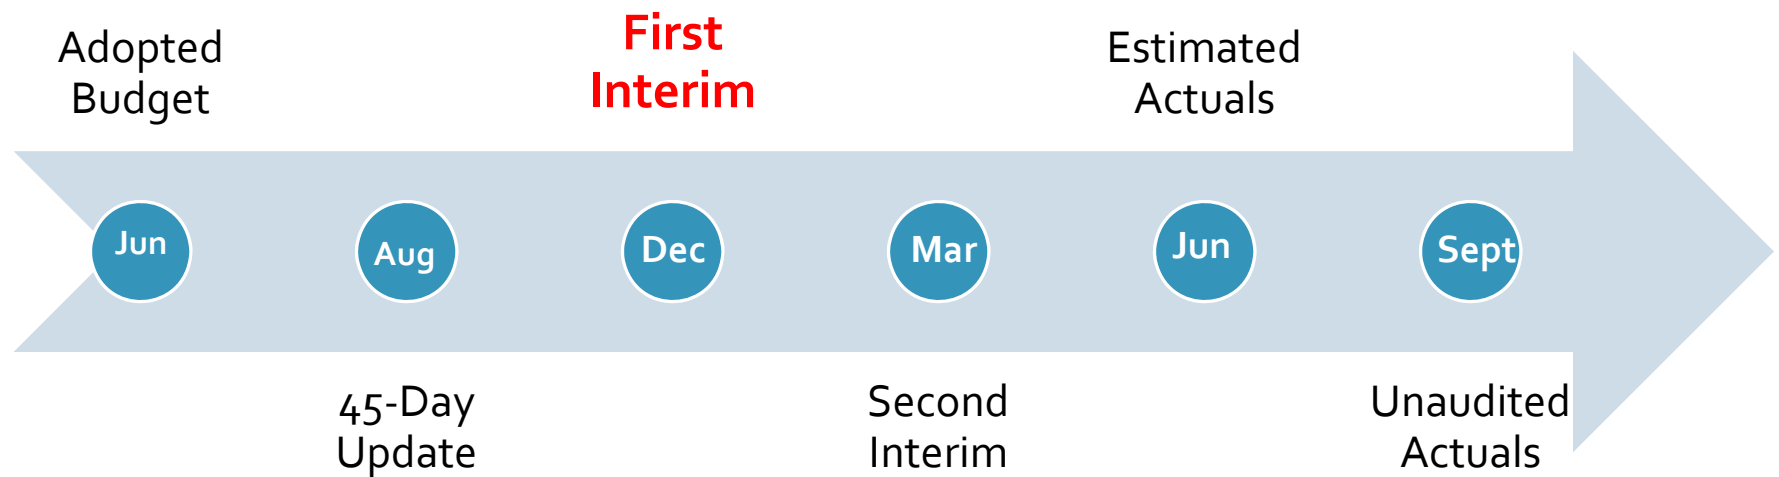 Adopted
Budget
First
Interim
Estimated
Actuals
Jun
Aug
Dec
Mar
Jun
Sept
45-Day
Update
Second
Interim
Unaudited
Actuals